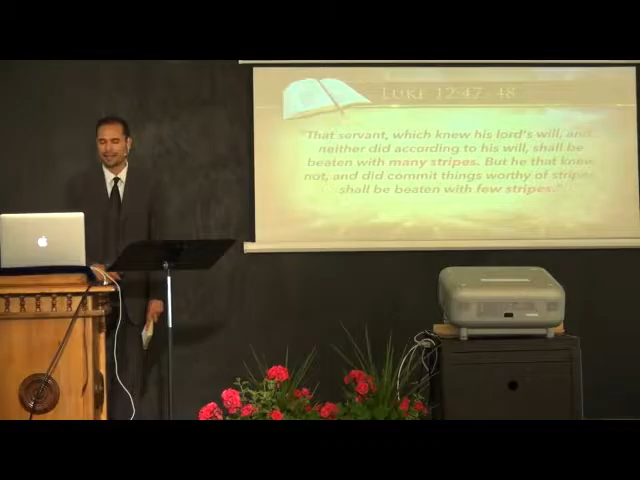 LUKE 12:47, 48
"That servant, which knew his lord's will, and
neither did according to his will, shall be
beaten with many stripes. But he that knew
not, and did commit things worthy of stripes
shall be beaten with few stripes."